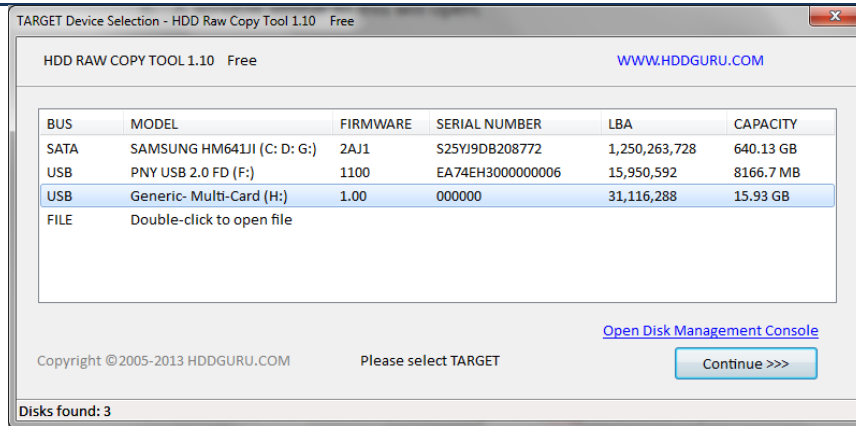 TARGET Device Selection - HDD Raw Copy Tool 1.10 Free
HDD RAW COPY TOOL 1.10 Free WWW.HDDGURU.COM
BUS MODEL FIRMWARE SERIAL NUMBER LBA CAPACITY
SATA SAMSUNG HM641JI (C: D: G:) 2AJ1 S25YJ9DB208772 1,250,263,728 640.13 GB
USB PNY USB 2.0 FD (F:) 1100 EA74EH3000000006 15,950,592 8166.7 MB
USB Generic- Multi-Card (H:) 1.00 000000 31,116,288 15.93 GB
FILE Double-click to open file
Open Disk Management Console
Copyright ©2005-2013 HDDGURU.COM Please select TARGET Continue >>>
Disks found: 3